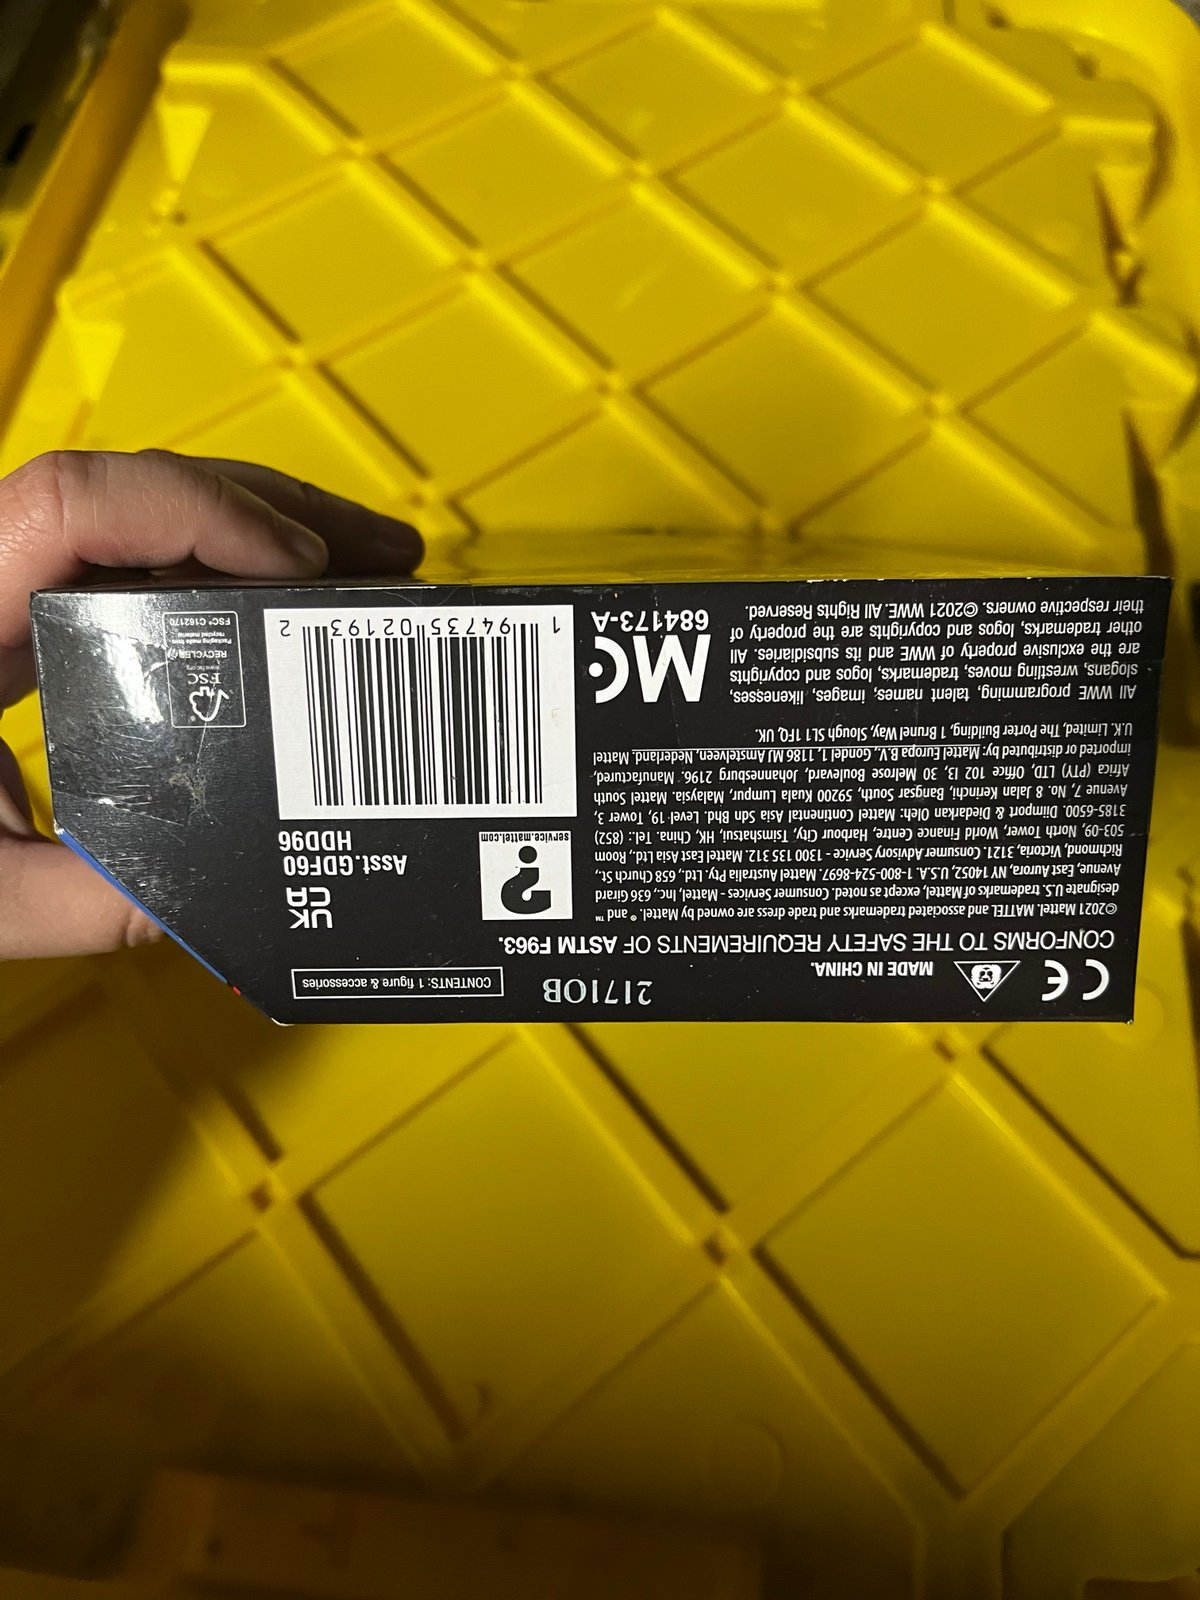 CE
MADE IN CHINA.
21710B
CONTENTS: 1 figure & accessories
CONFORMS TO THE SAFETY REQUIREMENTS OF ASTM F963.
©2021 Mattel. MATTEL and associated trademarks and trade dress are owned by Mattel. ® and ™
designate U.S. trademarks of Mattel, except as noted. Consumer Services - Mattel, Inc., 636 Girard
Avenue, East Aurora, NY 14052, U.S.A. 1-800-524-8697. Mattel Australia Pty. Ltd., 658 Church St.,
Richmond, Victoria, 3121. Consumer Advisory Service - 1300 135 312. Mattel East Asia Ltd., Room
503-09, North Tower, World Finance Centre, Harbour City, Tsimshatsui, HK, China. Tel.: (852)
3185-6500. Diimport & Diedarkan Oleh: Mattel Continental Asia Sdn Bhd. Level 19, Tower 3,
Avenue 7, No. 8 Jalan Kerinchi, Bangsar South, 59200 Kuala Lumpur, Malaysia. Mattel South
Africa (PTY) LTD, Office 102 I3, 30 Melrose Boulevard, Johannesburg 2196. Manufactured,
imported or distributed by: Mattel Europa B.V., Gondel 1, 1186 MJ Amstelveen, Nederland. Mattel
U.K. Limited, The Porter Building, 1 Brunel Way, Slough SL1 1FQ, UK.
All WWE programming, talent names, images, likenesses,
slogans, wrestling moves, trademarks, logos and copyrights
are the exclusive property of WWE and its subsidiaries. All
other trademarks, logos and copyrights are the property of
their respective owners. ©2021 WWE. All Rights Reserved.
MC
684173-A
?
service.mattel.com
UK
CA
Asst. GDF60
HDD96
1 94735 02193 2
FSC
www.fsc.org
RECYCLED
Packaging made from
recycled material
FSC® C162170